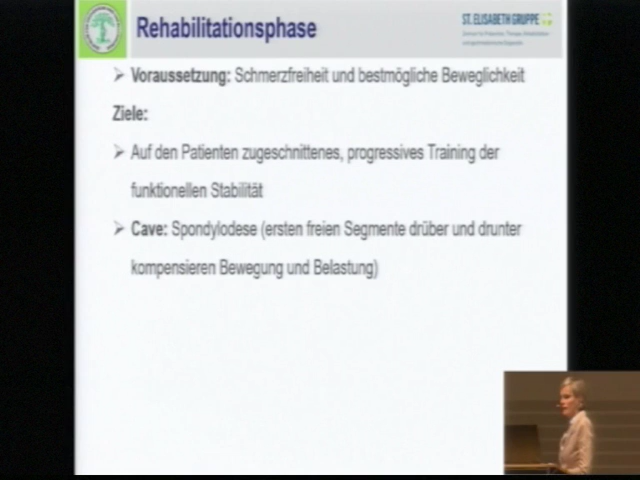 Rehabilitationsphase
ST. ELISABETH GRUPPE
Voraussetzung: Schmerzfreiheit und bestmögliche Beweglichkeit
Ziele:
Auf den Patienten zugeschnittenes, progressives Training der
funktionellen Stabilität
Cave: Spondylodese (ersten freien Segmente drüber und drunter
kompensieren Bewegung und Belastung)